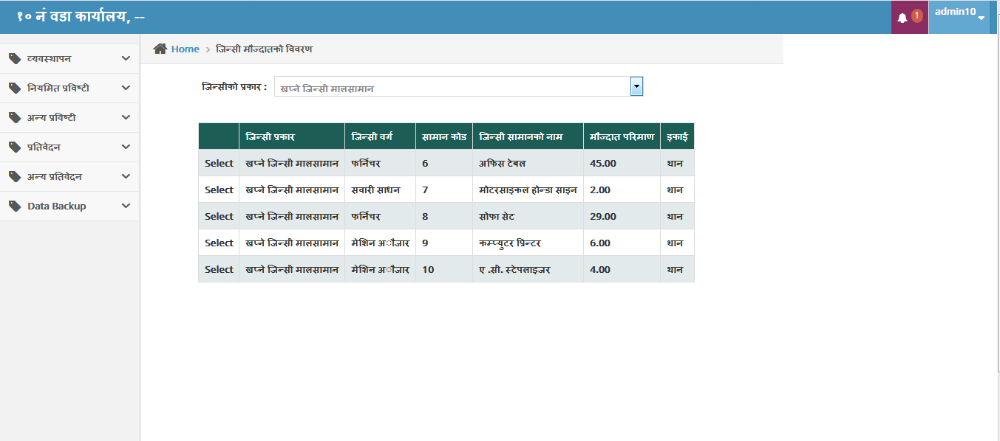 १० नं वडा कार्यालय, --
1
admin10
व्यवस्थापन
नियमित प्रविष्टी
अन्य प्रविष्टी
प्रतिवेदन
अन्य प्रतिवेदन
Data Backup
Home > जिन्सी मौज्दातको विवरण
जिन्सीको प्रकार : खप्ने जिन्सी मालसामान
जिन्सी प्रकार जिन्सी वर्ग सामान कोड जिन्सी सामानको नाम मौज्दात परिमाण इकाई
Select खप्ने जिन्सी मालसामान फर्निचर 6 अफिस टेबल 45.00 थान
Select खप्ने जिन्सी मालसामान सवारी साधन 7 मोटरसाइकल होन्डा साइन 2.00 थान
Select खप्ने जिन्सी मालसामान फर्निचर 8 सोफा सेट 29.00 थान
Select खप्ने जिन्सी मालसामान मेशिन अौजार 9 कम्प्युटर प्रिन्टर 6.00 थान
Select खप्ने जिन्सी मालसामान मेशिन अौजार 10 ए .सी. स्टेपलाइजर 4.00 थान